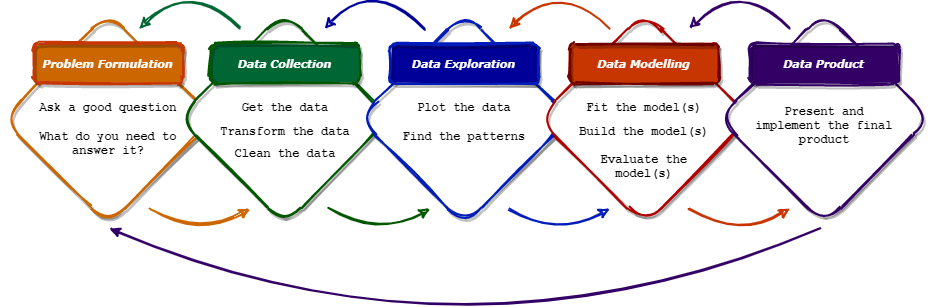 Problem Formulation
Ask a good question
What do you need to
answer it?
Data Collection
Get the data
Transform the data
Clean the data
Data Exploration
Plot the data
Find the patterns
Data Modelling
Fit the model(s)
Build the model(s)
Evaluate the
model(s)
Data Product
Present and
implement the final
product